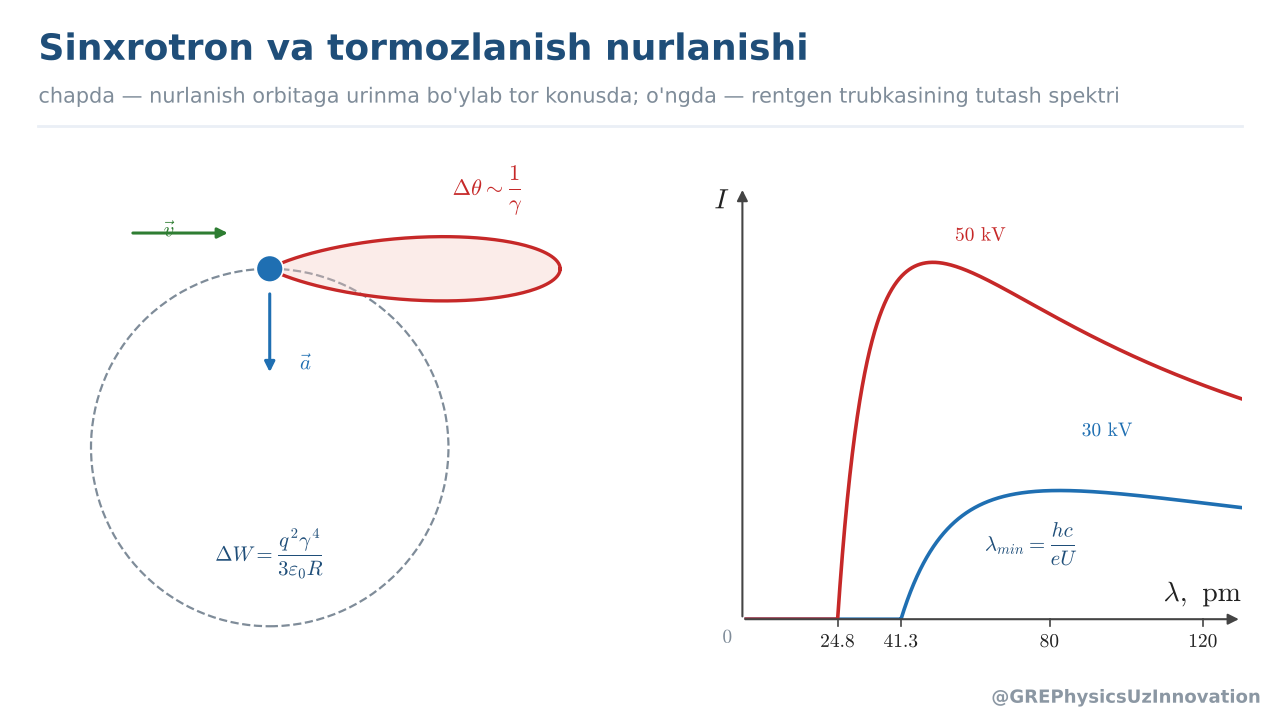 Sinxrotron va tormozlanish nurlanishi
chapda — nurlanish orbitaga urinma bo'ylab tor konusda; o'ngda — rentgen trubkasining tutash spektri
Δθ ∼ 1/γ
v⃗
a⃗
ΔW = q²γ⁴/3ε₀R
I
50 kV
30 kV
λ_min = hc/eU
λ, pm
0
24.8 41.3 80 120
@GREPhysicsUzInnovation